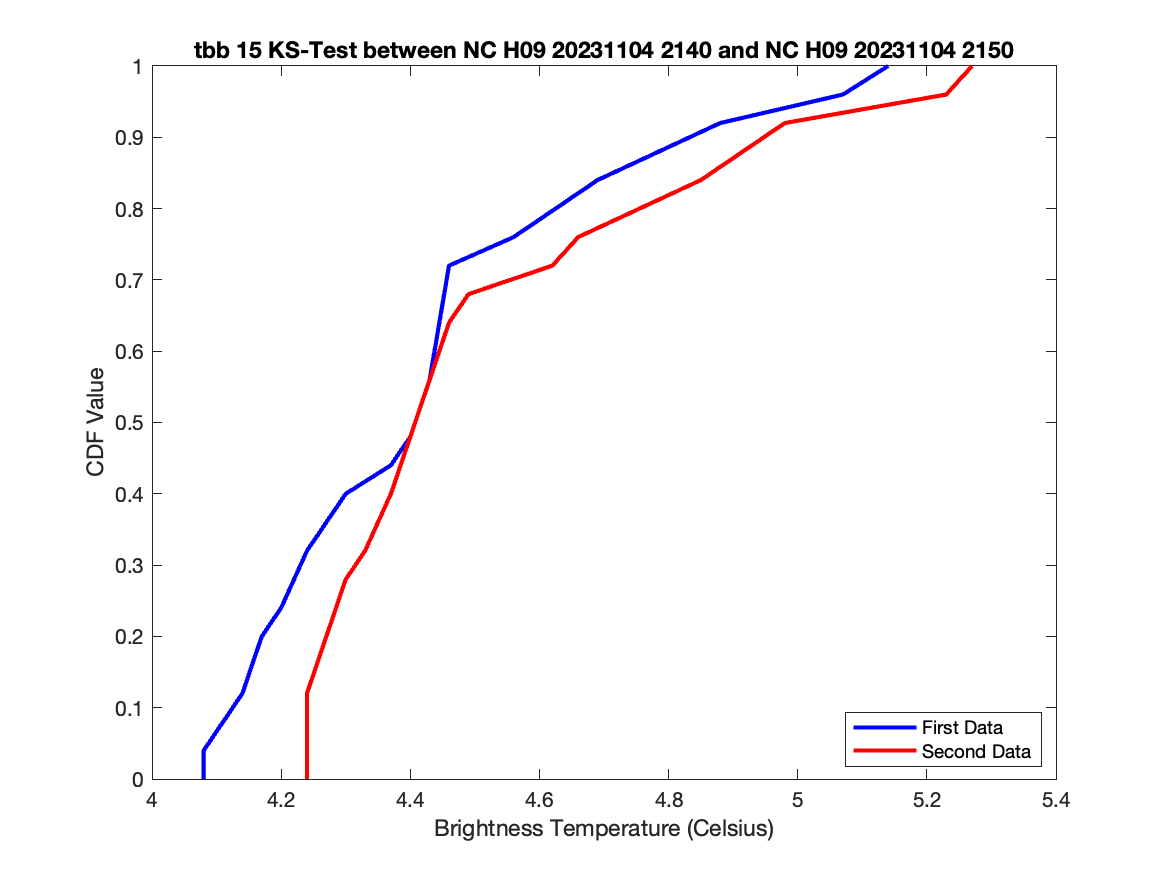 tbb 15 KS-Test between NC H09 20231104 2140 and NC H09 20231104 2150
1
0.9
0.8
0.7
0.6
0.5
0.4
0.3
0.2
0.1
0
CDF Value
First Data
Second Data
4 4.2 4.4 4.6 4.8 5 5.2 5.4
Brightness Temperature (Celsius)